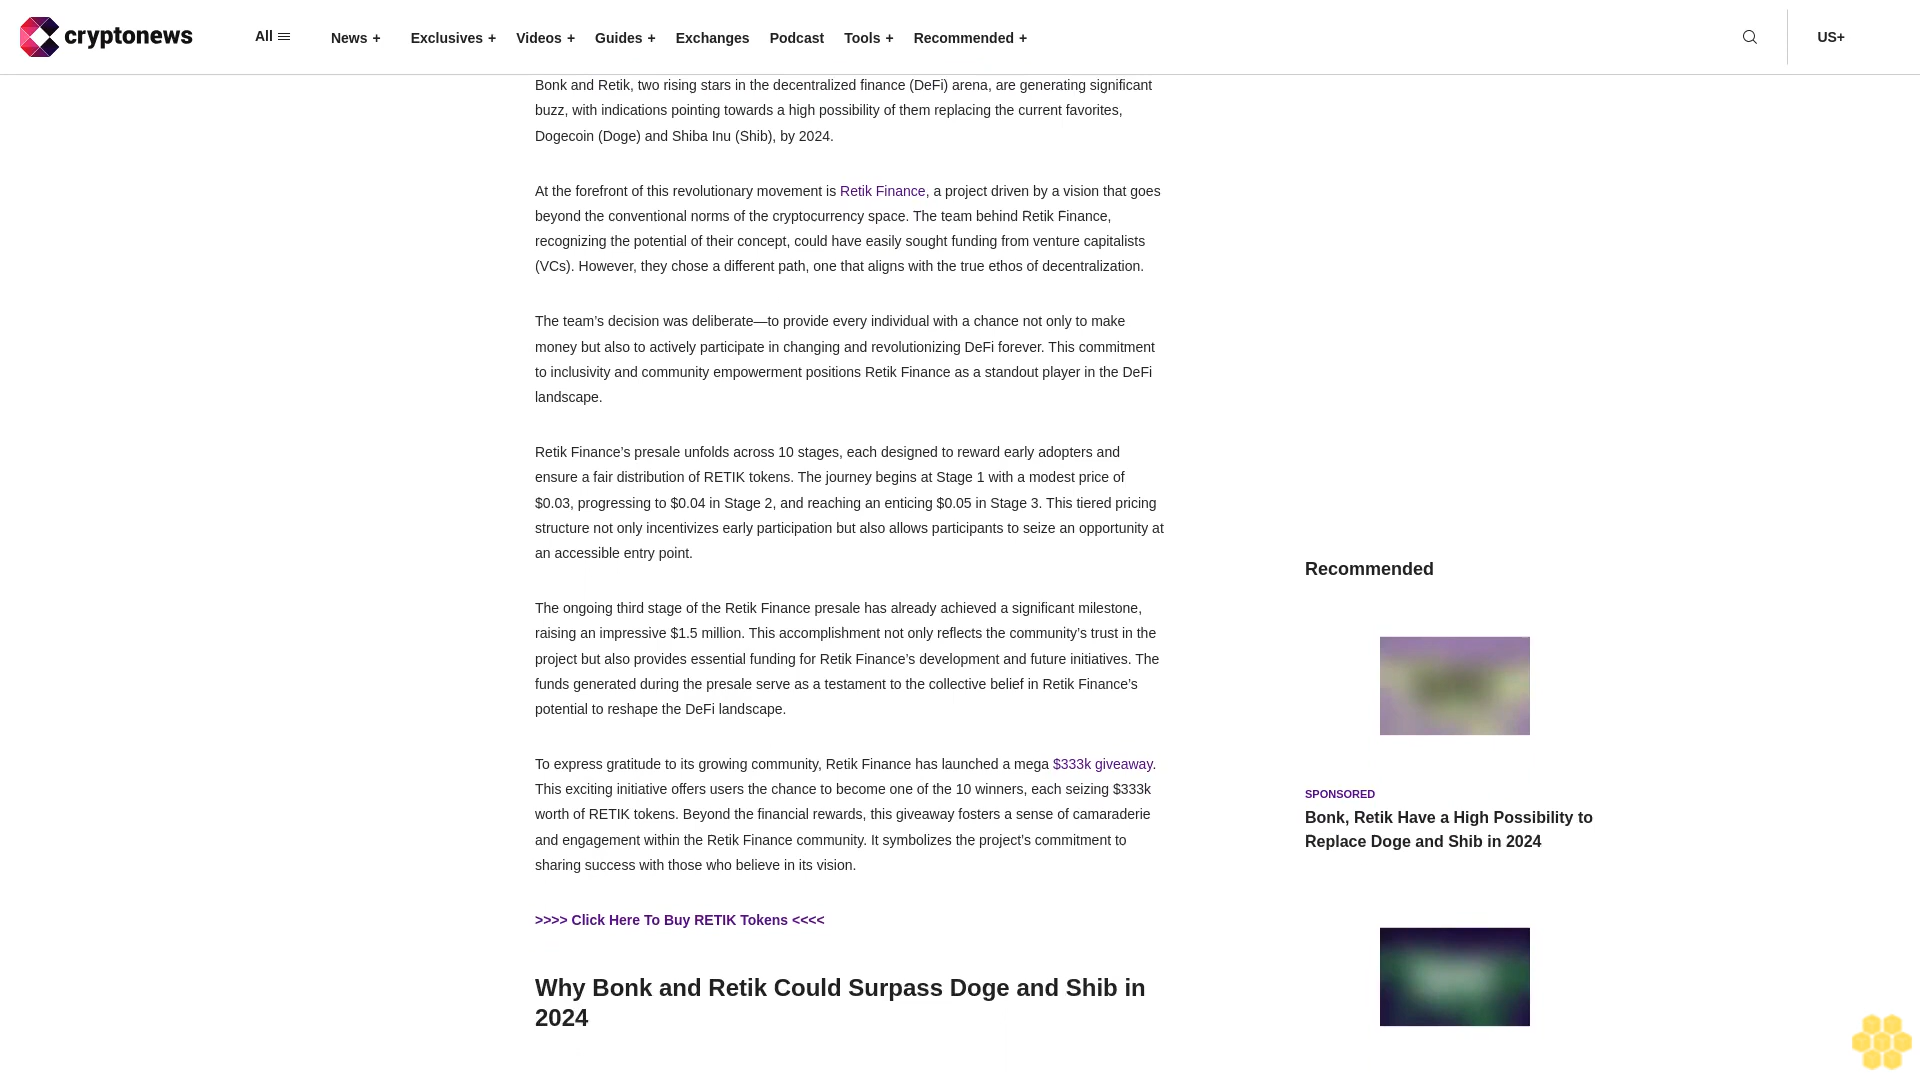 cryptonews
All
News +
Exclusives +
Videos +
Guides +
Exchanges
Podcast
Tools +
Recommended +
US+
Bonk and Retik, two rising stars in the decentralized finance (DeFi) arena, are generating significant
buzz, with indications pointing towards a high possibility of them replacing the current favorites,
Dogecoin (Doge) and Shiba Inu (Shib), by 2024.
At the forefront of this revolutionary movement is Retik Finance, a project driven by a vision that goes
beyond the conventional norms of the cryptocurrency space. The team behind Retik Finance,
recognizing the potential of their concept, could have easily sought funding from venture capitalists
(VCs). However, they chose a different path, one that aligns with the true ethos of decentralization.
The team’s decision was deliberate—to provide every individual with a chance not only to make
money but also to actively participate in changing and revolutionizing DeFi forever. This commitment
to inclusivity and community empowerment positions Retik Finance as a standout player in the DeFi
landscape.
Retik Finance’s presale unfolds across 10 stages, each designed to reward early adopters and
ensure a fair distribution of RETIK tokens. The journey begins at Stage 1 with a modest price of
$0.03, progressing to $0.04 in Stage 2, and reaching an enticing $0.05 in Stage 3. This tiered pricing
structure not only incentivizes early participation but also allows participants to seize an opportunity at
an accessible entry point.
The ongoing third stage of the Retik Finance presale has already achieved a significant milestone,
raising an impressive $1.5 million. This accomplishment not only reflects the community’s trust in the
project but also provides essential funding for Retik Finance’s development and future initiatives. The
funds generated during the presale serve as a testament to the collective belief in Retik Finance’s
potential to reshape the DeFi landscape.
To express gratitude to its growing community, Retik Finance has launched a mega $333k giveaway.
This exciting initiative offers users the chance to become one of the 10 winners, each seizing $333k
worth of RETIK tokens. Beyond the financial rewards, this giveaway fosters a sense of camaraderie
and engagement within the Retik Finance community. It symbolizes the project’s commitment to
sharing success with those who believe in its vision.
>>>> Click Here To Buy RETIK Tokens <<<<
Why Bonk and Retik Could Surpass Doge and Shib in
2024
Recommended
SPONSORED
Bonk, Retik Have a High Possibility to
Replace Doge and Shib in 2024